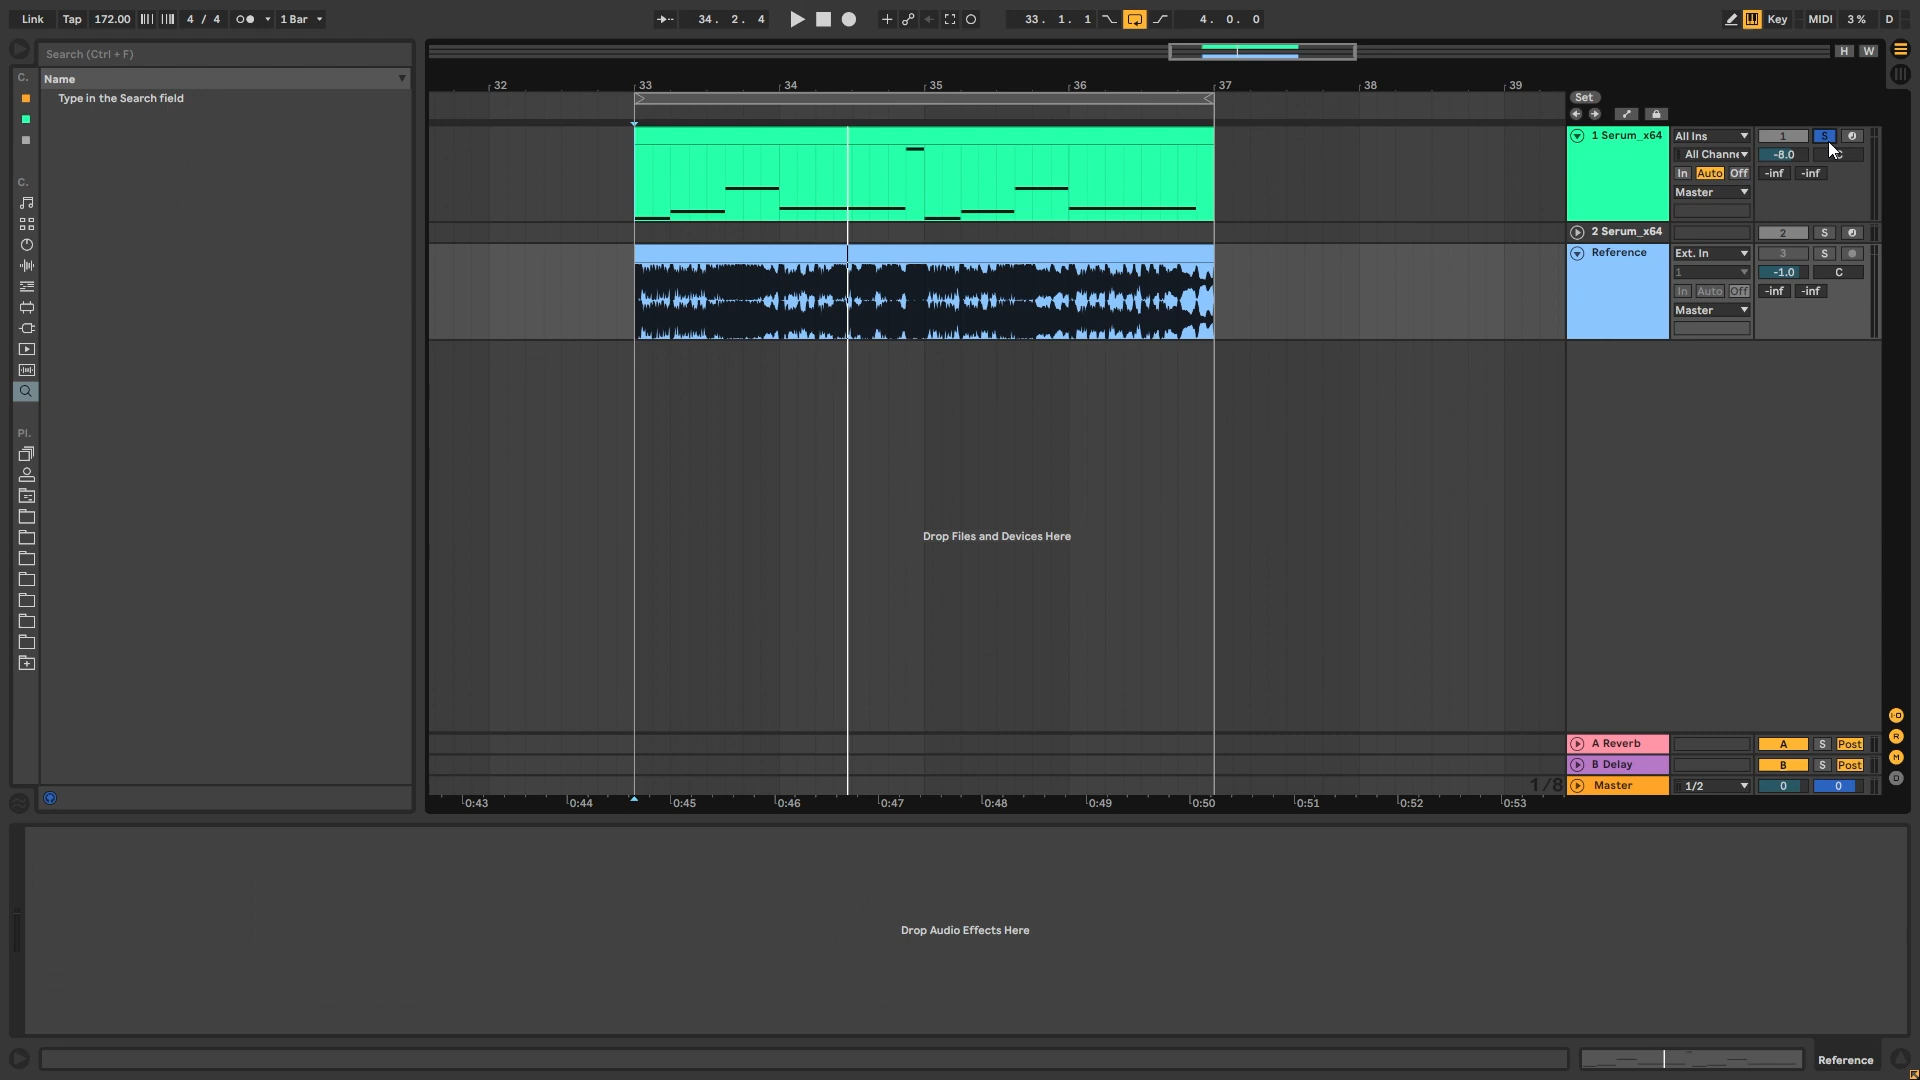 Link Tap 172.00 4 / 4 1 Bar 34. 2. 4 33. 1. 1 4. 0. 0 Key MIDI 3 % D
Search (Ctrl + F)
H W
C.
Name
Type in the Search field
32 33 34 35 36 37 38 39
Set
1 Serum_x64 All Ins 1 S
All Channe -8.0 C
In Auto Off -inf -inf
Master
C.
2 Serum_x64 2 S
Reference Ext. In 3 S
1 -1.0 C
In Auto Off -inf -inf
Master
Pl.
Drop Files and Devices Here
A Reverb A S Post
B Delay B S Post
1/8 Master 1/2 0 0
I-O
R
M
D
0:43 0:44 0:45 0:46 0:47 0:48 0:49 0:50 0:51 0:52 0:53
Drop Audio Effects Here
Reference